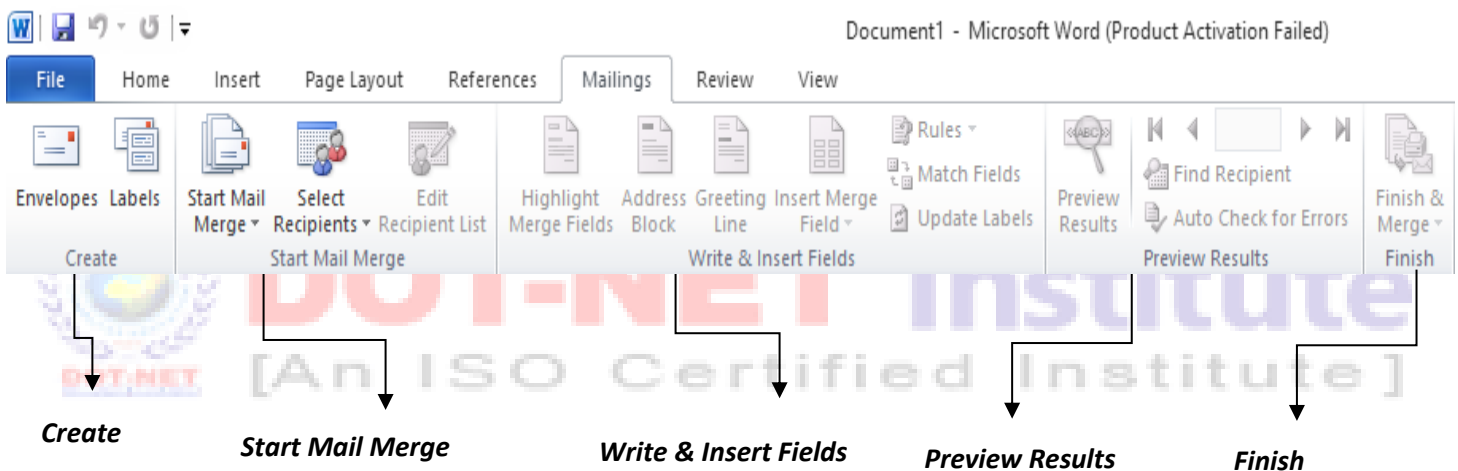 Document1 - Microsoft Word (Product Activation Failed)
File Home Insert Page Layout References Mailings Review View
Envelopes
Labels
Start Mail
Merge
Select
Recipients
Edit
Recipient List
Highlight
Merge Fields
Address
Block
Greeting
Line
Insert Merge
Field
Rules
Match Fields
Update Labels
«ABC»
Preview
Results
Find Recipient
Auto Check for Errors
Finish &
Merge
Create
Start Mail Merge
Write & Insert Fields
Preview Results
Finish
DOT-NET Institute
DOT-NET
[An ISO Certified Institute]
Create
Start Mail Merge
Write & Insert Fields
Preview Results
Finish